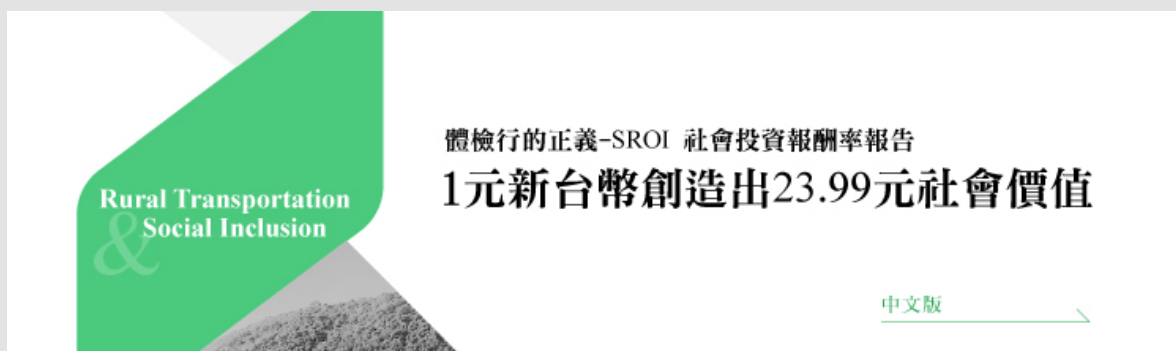 Rural Transportation
&
Social Inclusion
體檢行的正義-SROI 社會投資報酬率報告
1元新台幣創造出23.99元社會價值
中文版